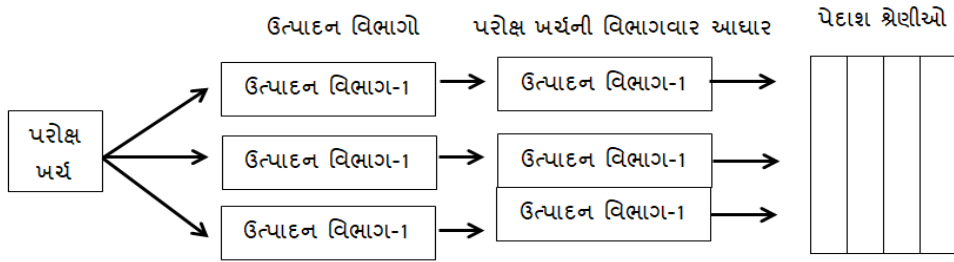 ઉત્પાદન વિભાગો
પરોક્ષ ખર્ચની વિભાગવાર આધાર
પેદાશ શ્રેણીઓ
પરોક્ષ
ખર્ચ
ઉત્પાદન વિભાગ-1
ઉત્પાદન વિભાગ-1
ઉત્પાદન વિભાગ-1
ઉત્પાદન વિભાગ-1
ઉત્પાદન વિભાગ-1
ઉત્પાદન વિભાગ-1